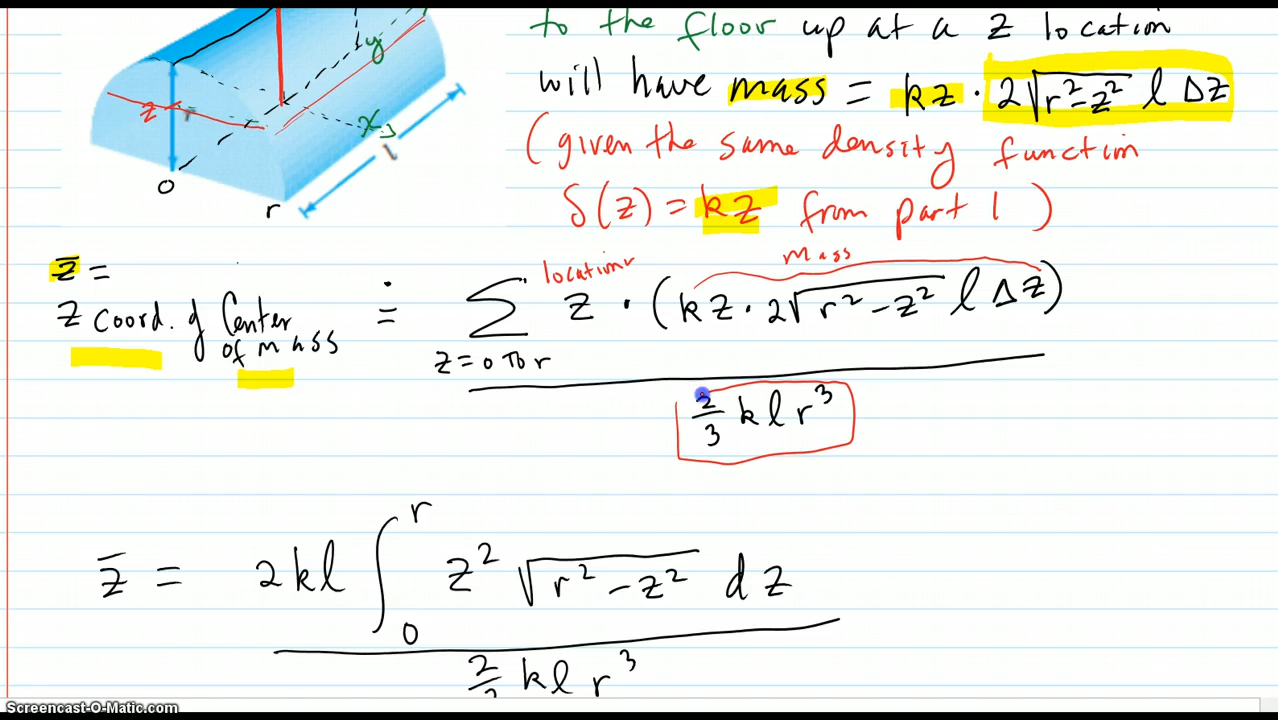 to the floor up at a z location
will have mass = kz · 2√(r²−z²) l Δz
(given the same density function
δ(z) = kz from part 1)
y
z
x
l
0
r
z̄ =
z coord. of Center
of mass
≐
location
mass
Σ z · (kz · 2√(r²−z²) l Δz)
z=0 to r
2/3 k l r³
z̄ = 2kl ∫₀ʳ z² √(r²−z²) dz
2/3 kl r³
Screencast-O-Matic.com